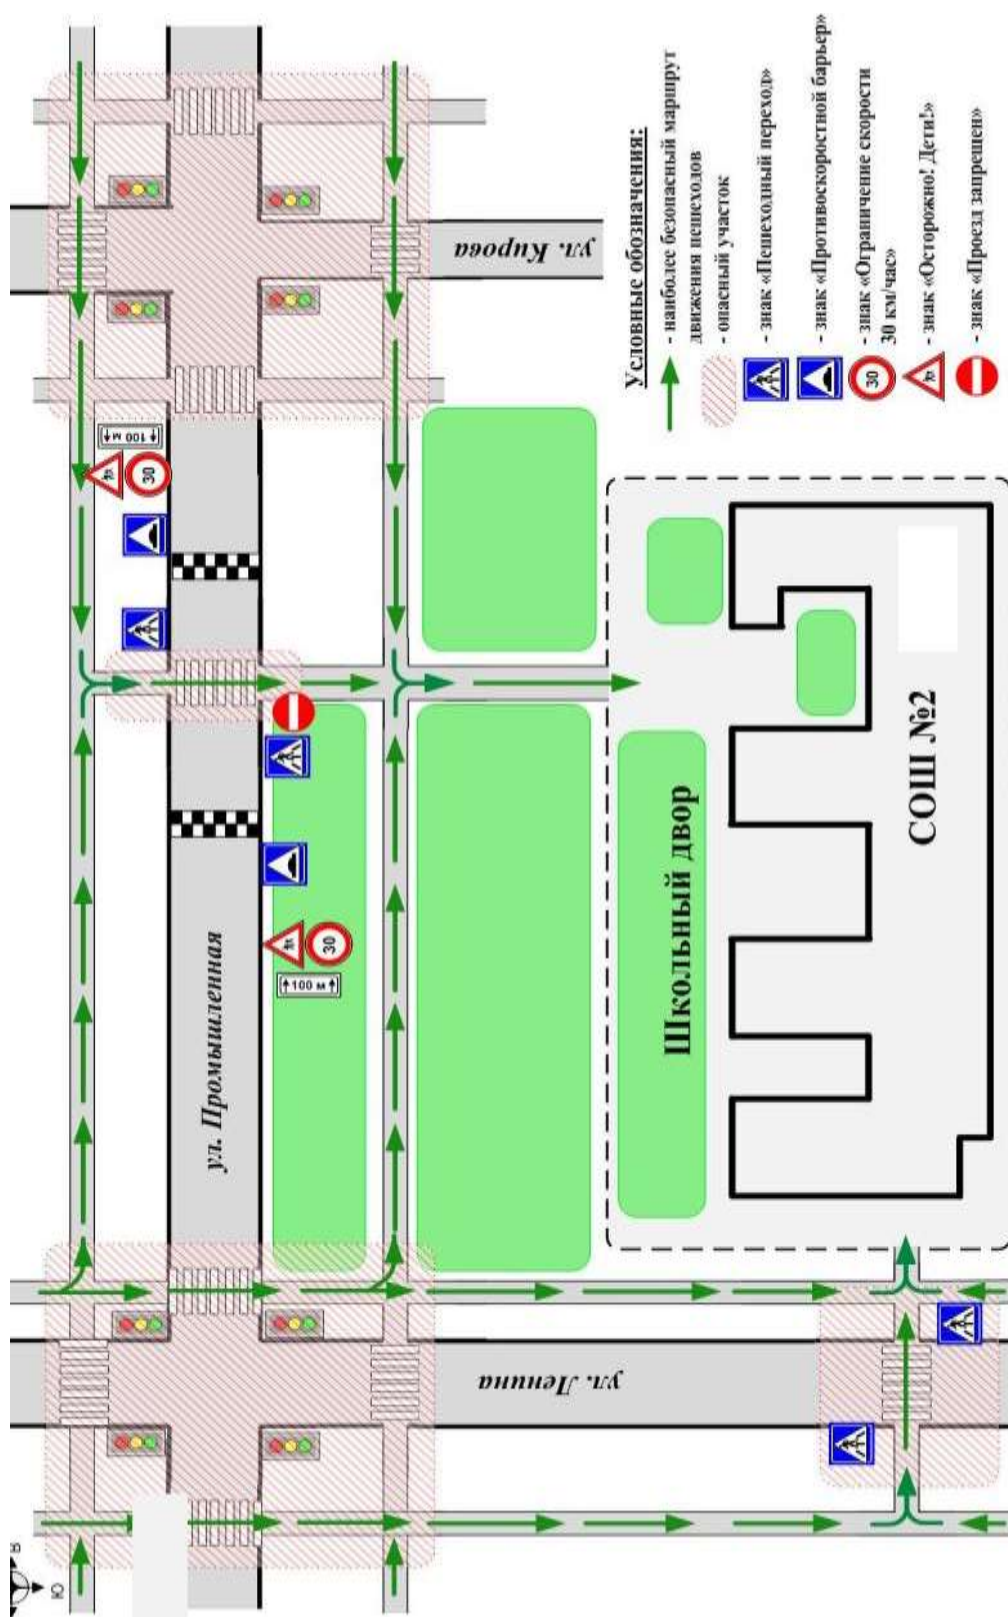 ул. Промышленная
ул. Кирова
ул. Ленина
Школьный двор
СОШ №2
100 м
30
100 м
30
Условные обозначения:
- наиболее безопасный маршрут
движения пешеходов
- опасный участок
- знак «Пешеходный переход»
- знак «Противоскоростной барьер»
30
- знак «Ограничение скорости
30 км/час»
- знак «Осторожно! Дети!»
- знак «Проезд запрещен»
Ю